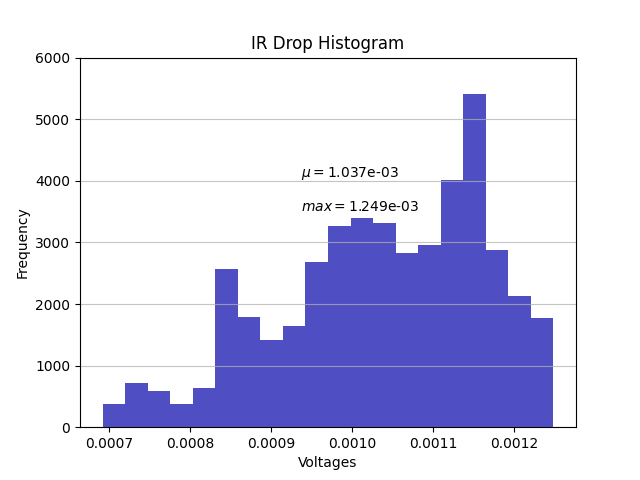 IR Drop Histogram
6000
5000
4000
3000
2000
1000
0
Frequency
μ = 1.037e-03
max = 1.249e-03
0.0007 0.0008 0.0009 0.0010 0.0011 0.0012
Voltages